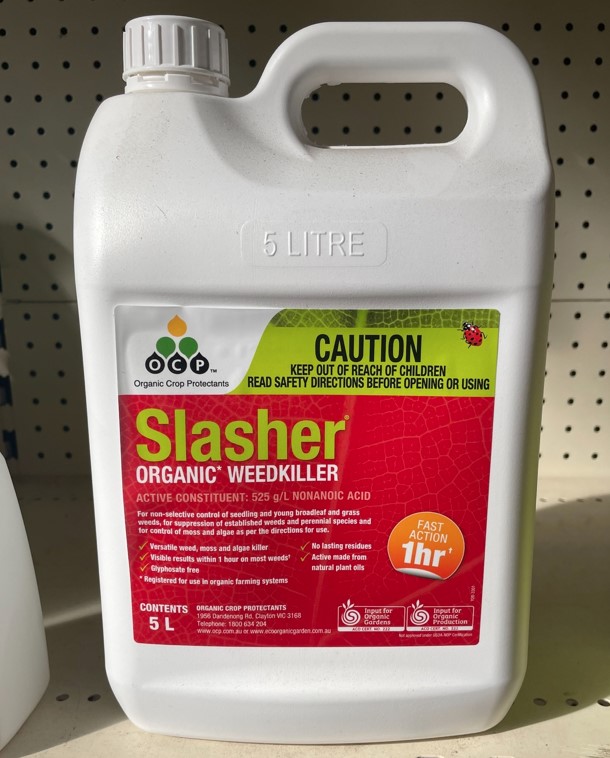 5 LITRE
OCP™
Organic Crop Protectants
CAUTION
KEEP OUT OF REACH OF CHILDREN
READ SAFETY DIRECTIONS BEFORE OPENING OR USING
Slasher®
ORGANIC* WEEDKILLER
ACTIVE CONSTITUENT: 525 g/L NONANOIC ACID
For non-selective control of seedling and young broadleaf and grass
weeds, for suppression of established weeds and perennial species and
for control of moss and algae as per the directions for use.
✓ Versatile weed, moss and algae killer
✓ Visible results within 1 hour on most weeds†
✓ Glyphosate free
✓ No lasting residues
✓ Active made from
natural plant oils
* Registered for use in organic farming systems
FAST
ACTION
1hr†
CONTENTS
5 L
ORGANIC CROP PROTECTANTS
1956 Dandenong Rd, Clayton VIC 3168
Telephone: 1800 634 204
www.ocp.com.au or www.ecoorganicgarden.com.au
Input for
Organic
Gardens
Input for
Organic
Production